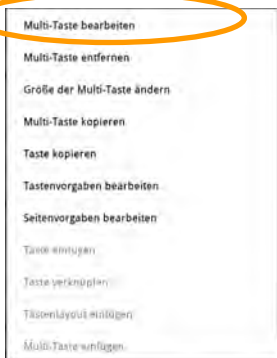 Multi-Taste bearbeiten
Multi-Taste entfernen
Größe der Multi-Taste ändern
Multi-Taste kopieren
Taste kopieren
Tastenvorgaben bearbeiten
Seitenvorgaben bearbeiten
Taste einfügen
Taste verknüpfen
Tastenlayout einfügen
Multi-Taste einfügen